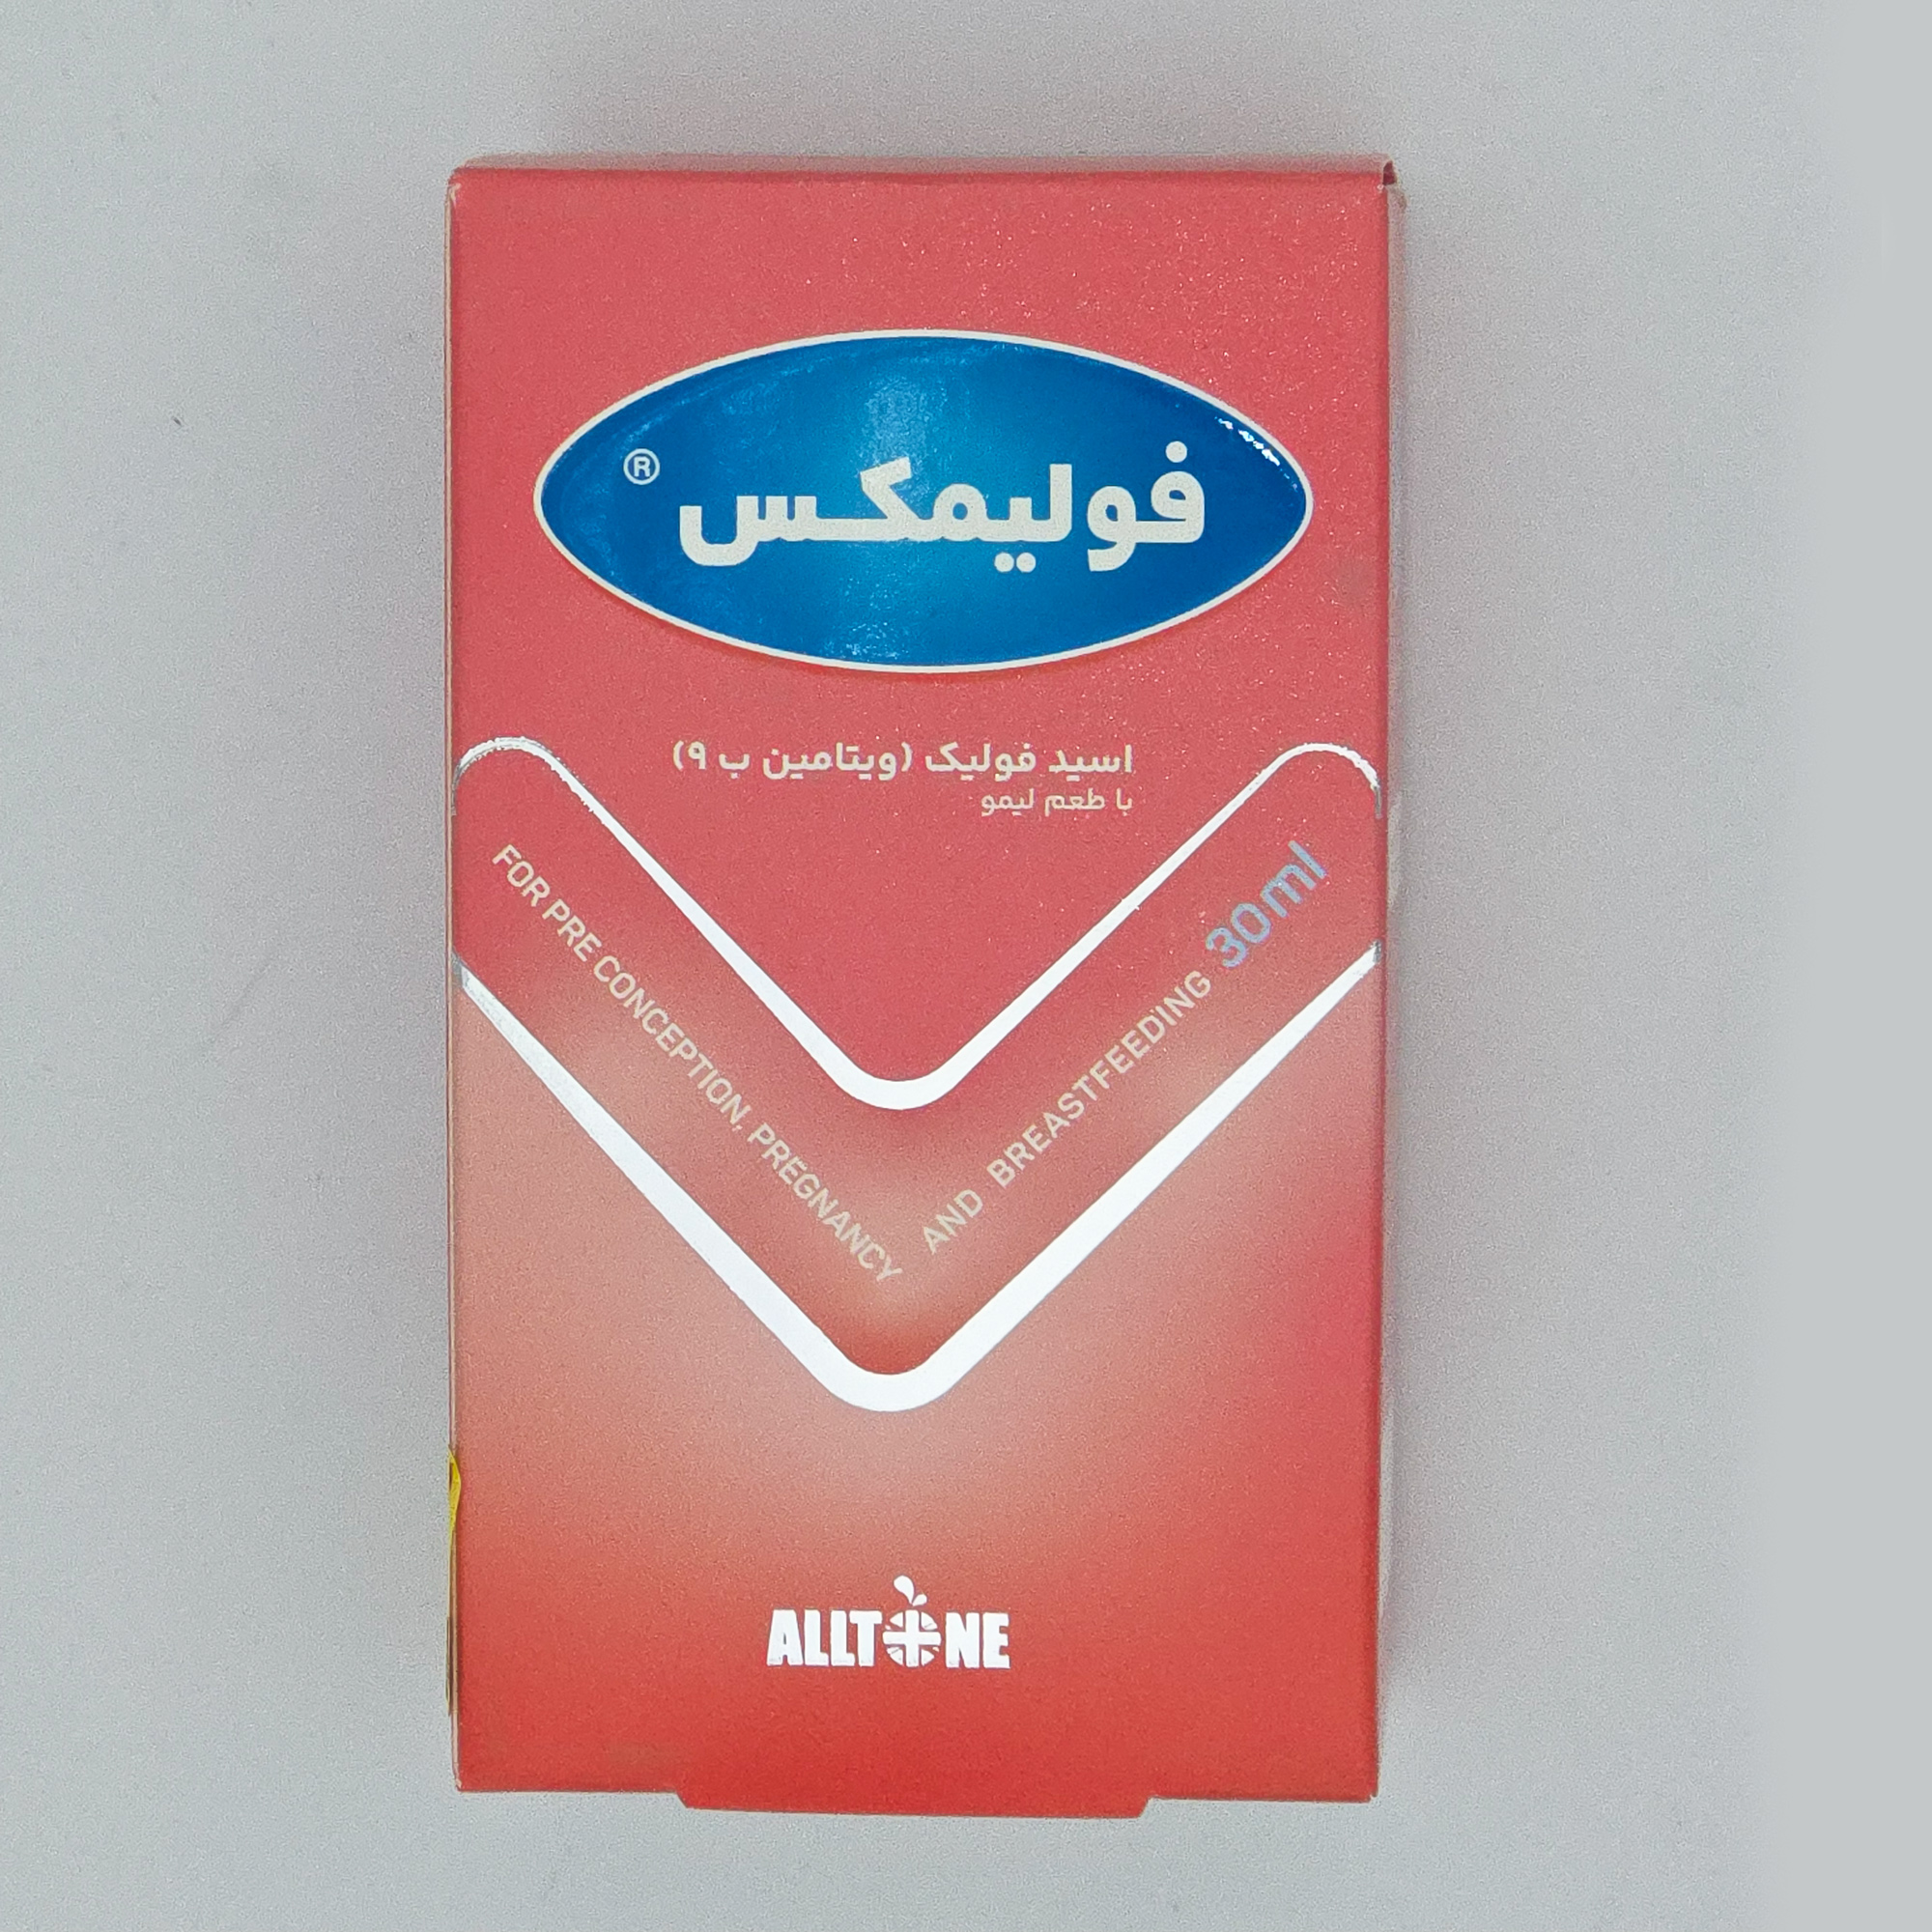 فولیمکس®
اسید فولیک (ویتامین ب ۹)
با طعم لیمو
FOR PRE CONCEPTION, PREGNANCY AND BREASTFEEDING 30ml
ALLTONE